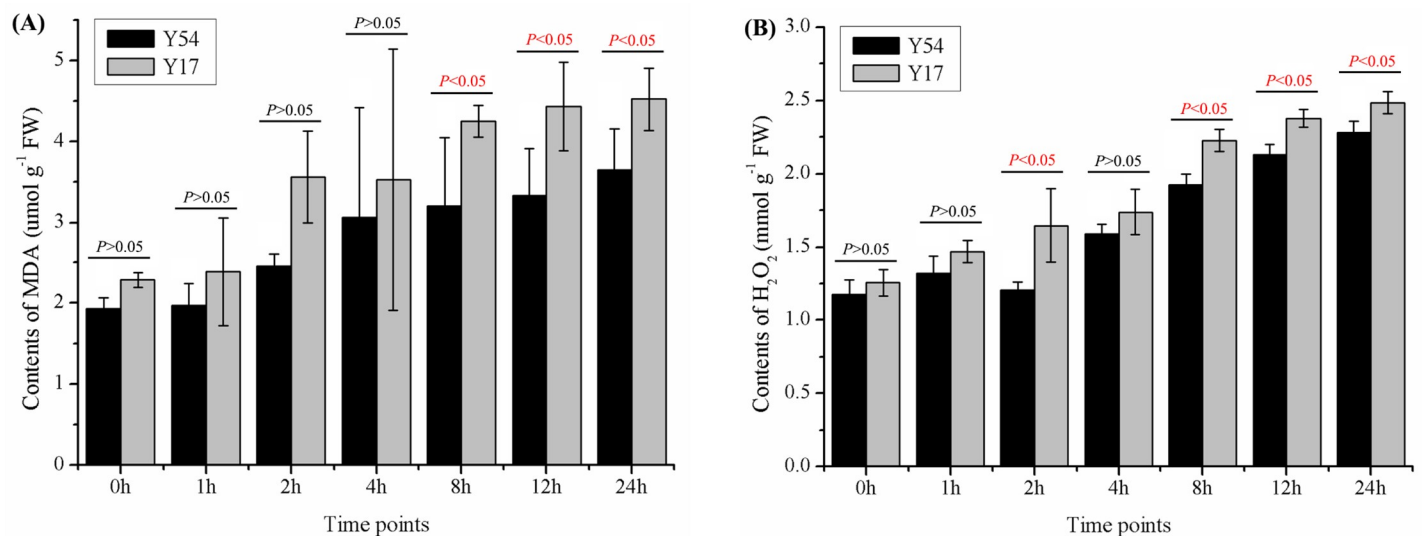 (A)
Y54
Y17
Contents of MDA (umol g-1 FW)
5
4
3
2
1
0
P>0.05
P>0.05
P>0.05
P>0.05
P<0.05
P<0.05
P<0.05
0h
1h
2h
4h
8h
12h
24h
Time points
(B)
Y54
Y17
Contents of H2O2 (mmol g-1 FW)
3.0
2.5
2.0
1.5
1.0
0.5
0.0
P>0.05
P>0.05
P<0.05
P>0.05
P<0.05
P<0.05
P<0.05
0h
1h
2h
4h
8h
12h
24h
Time points